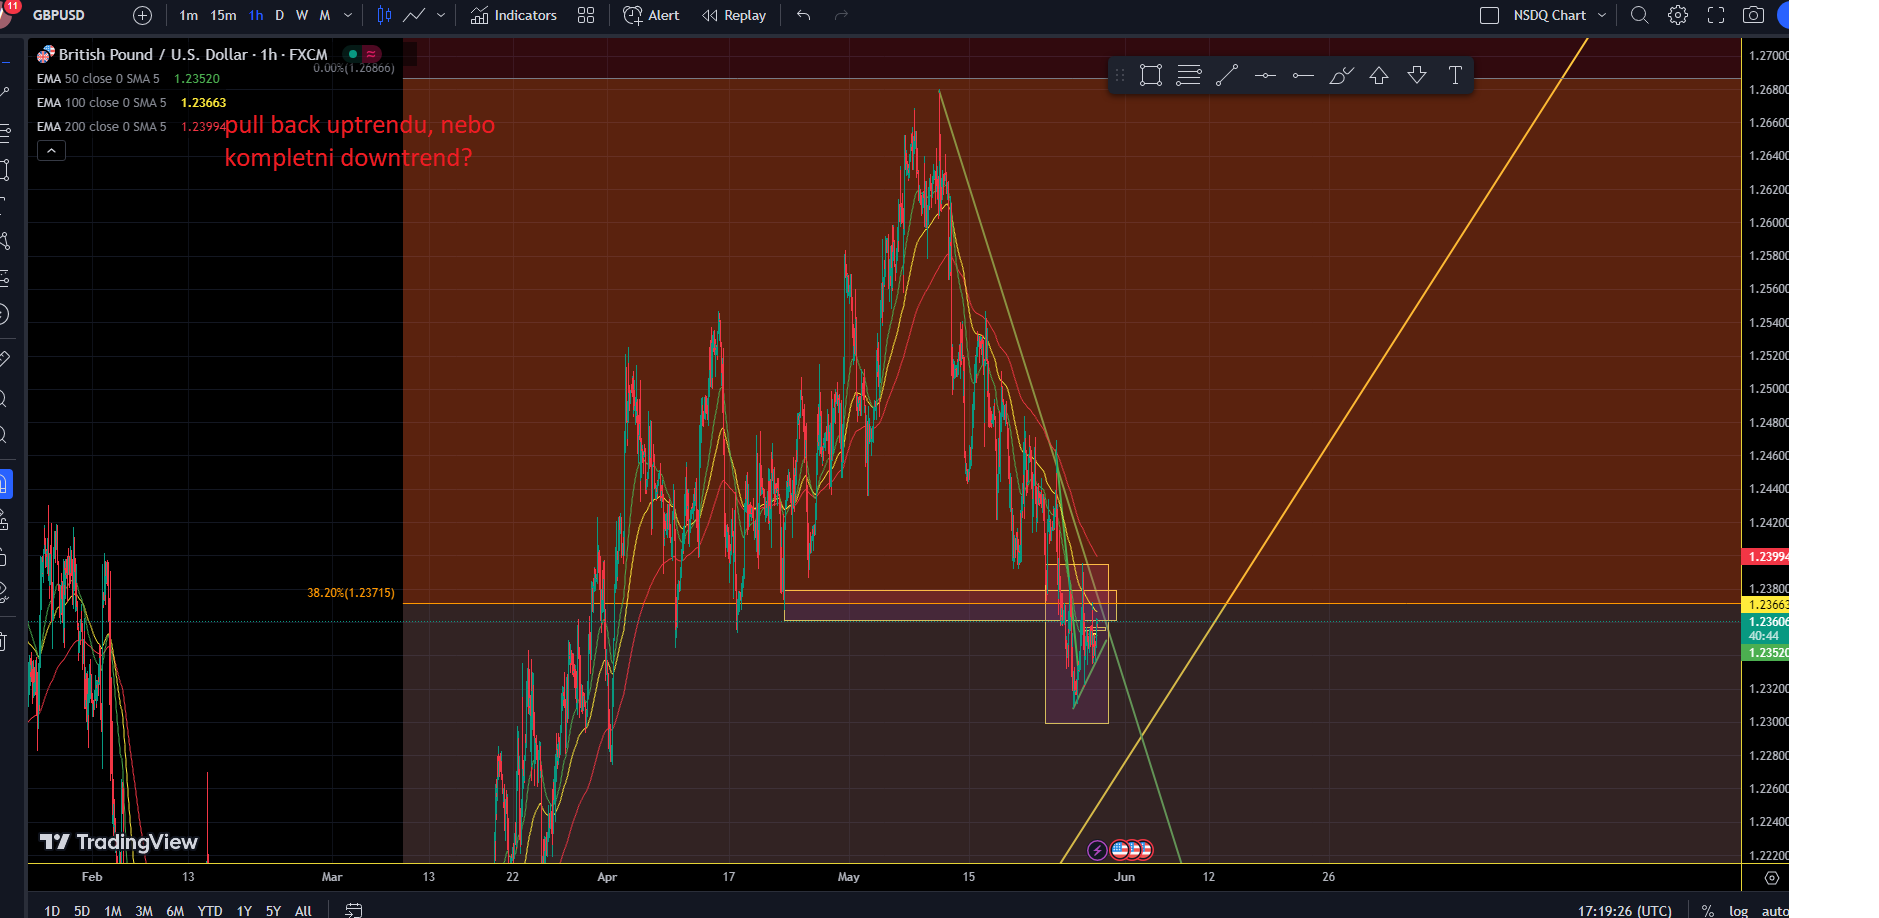 11
GBPUSD
1m 15m 1h D W M
Indicators
Alert
Replay
NSDQ Chart
British Pound / U.S. Dollar · 1h · FXCM
0.00%(1.26866)
EMA 50 close 0 SMA 5 1.23520
EMA 100 close 0 SMA 5 1.23663
EMA 200 close 0 SMA 5 1.23994
pull back uptrendu, nebo
kompletni downtrend?
38.20%(1.23715)
1.27000
1.26800
1.26600
1.26400
1.26200
1.26000
1.25800
1.25600
1.25400
1.25200
1.25000
1.24800
1.24600
1.24400
1.24200
1.23994
1.23800
1.23663
1.23606
40:44
1.23520
1.23200
1.23000
1.22800
1.22600
1.22400
1.22200
TradingView
Feb 13 Mar 13 22 Apr 17 May 15 Jun 12 26
1D 5D 1M 3M 6M YTD 1Y 5Y All
17:19:26 (UTC) % log auto